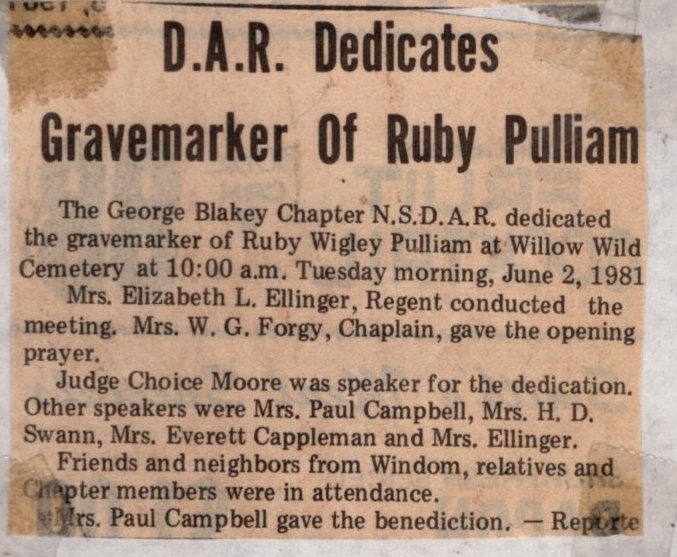 D.A.R. Dedicates
Gravemarker Of Ruby Pulliam
The George Blakey Chapter N.S.D.A.R. dedicated
the gravemarker of Ruby Wigley Pulliam at Willow Wild
Cemetery at 10:00 a.m. Tuesday morning, June 2, 1981
Mrs. Elizabeth L. Ellinger, Regent conducted the
meeting. Mrs. W. G. Forgy, Chaplain, gave the opening
prayer.
Judge Choice Moore was speaker for the dedication.
Other speakers were Mrs. Paul Campbell, Mrs. H. D.
Swann, Mrs. Everett Cappleman and Mrs. Ellinger.
Friends and neighbors from Windom, relatives and
Chapter members were in attendance.
Mrs. Paul Campbell gave the benediction. — Reporte